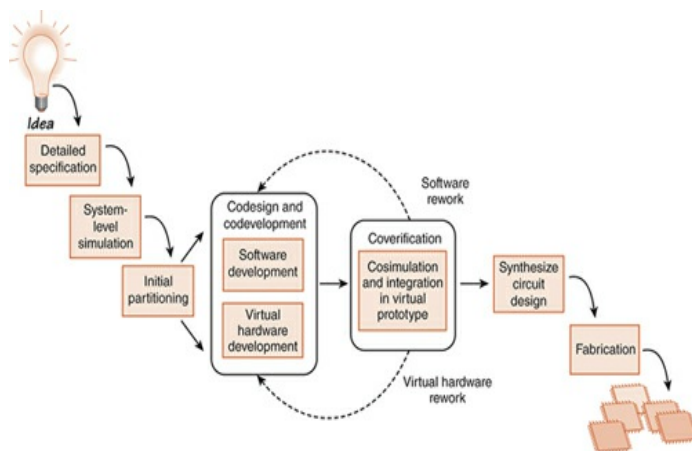 Idea
Detailed
specification
System-
level
simulation
Initial
partitioning
Codesign and
codevelopment
Software
development
Virtual
hardware
development
Software
rework
Coverification
Cosimulation
and integration
in virtual
prototype
Virtual hardware
rework
Synthesize
circuit
design
Fabrication